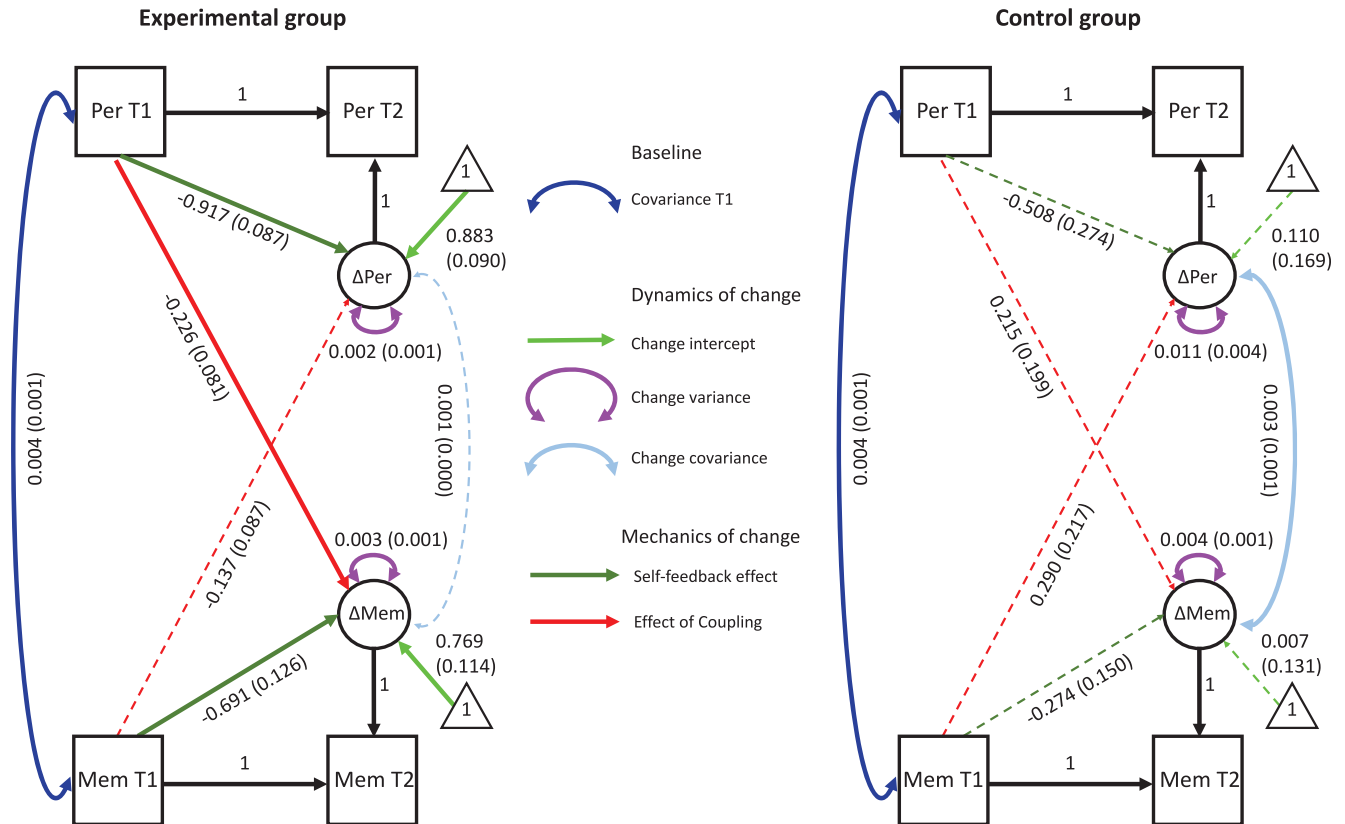 Experimental group
Per T1
1
Per T2
1
1
-0.917 (0.087)
0.883
(0.090)
ΔPer
0.002 (0.001)
-0.226 (0.081)
0.004 (0.001)
0.001 (0.000)
-0.137 (0.087)
0.003 (0.001)
ΔMem
0.769
(0.114)
-0.691 (0.126)
1
1
Mem T1
1
Mem T2
Baseline
Covariance T1
Dynamics of change
Change intercept
Change variance
Change covariance
Mechanics of change
Self-feedback effect
Effect of Coupling
Control group
Per T1
1
Per T2
1
1
-0.508 (0.274)
0.110
(0.169)
ΔPer
0.011 (0.004)
0.215 (0.199)
0.004 (0.001)
0.003 (0.001)
0.290 (0.217)
0.004 (0.001)
ΔMem
0.007
(0.131)
-0.274 (0.150)
1
1
Mem T1
1
Mem T2